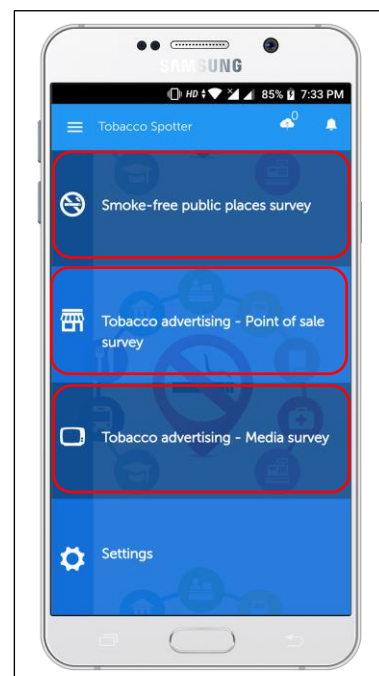 SAMSUNG
HD 85% 7:33 PM
Tobacco Spotter
0
Smoke-free public places survey
Tobacco advertising - Point of sale
survey
Tobacco advertising - Media survey
Settings